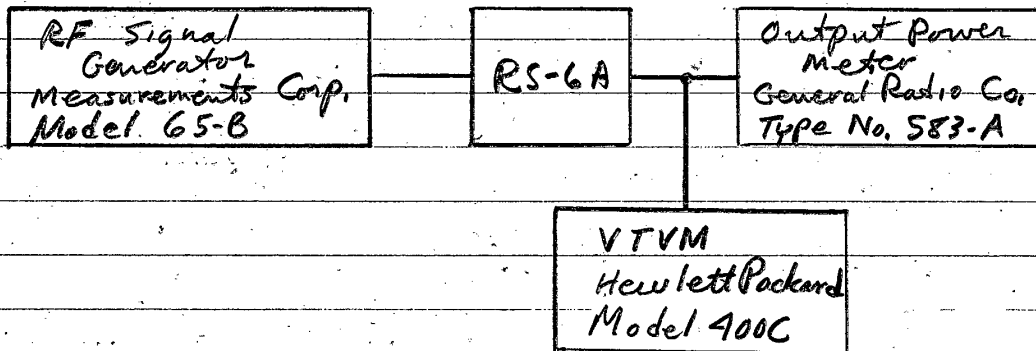 RF Signal
Generator
Measurements Corp.
Model 65-B
RS-6A
Output Power
Meter
General Radio Co.
Type No. 583-A
VTVM
Hewlett Packard
Model 400C